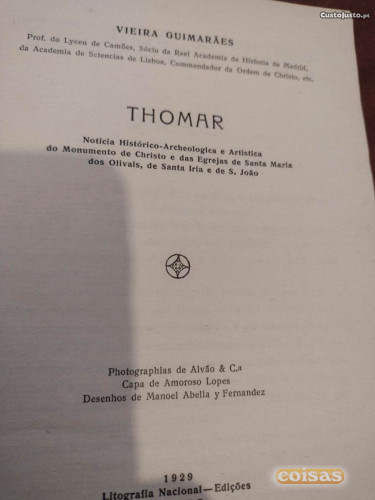 CustoJusto.pt
VIEIRA GUIMARÃES
Prof. do Lyceu de Camões, Sócio da Real Academia de Historia de Madrid,
da Academia de Sciencias de Lisboa, Commendador da Ordem de Christo, etc.
THOMAR
Noticia Histórico-Archeologica e Artistica
do Monumento de Christo e das Egrejas de Santa Maria
dos Olivais, de Santa Iria e de S. João
Photographias de Alvão & C.a
Capa de Amoroso Lopes
Desenhos de Manoel Abella y Fernandez
1929
Litografia Nacional—Edições
coisas